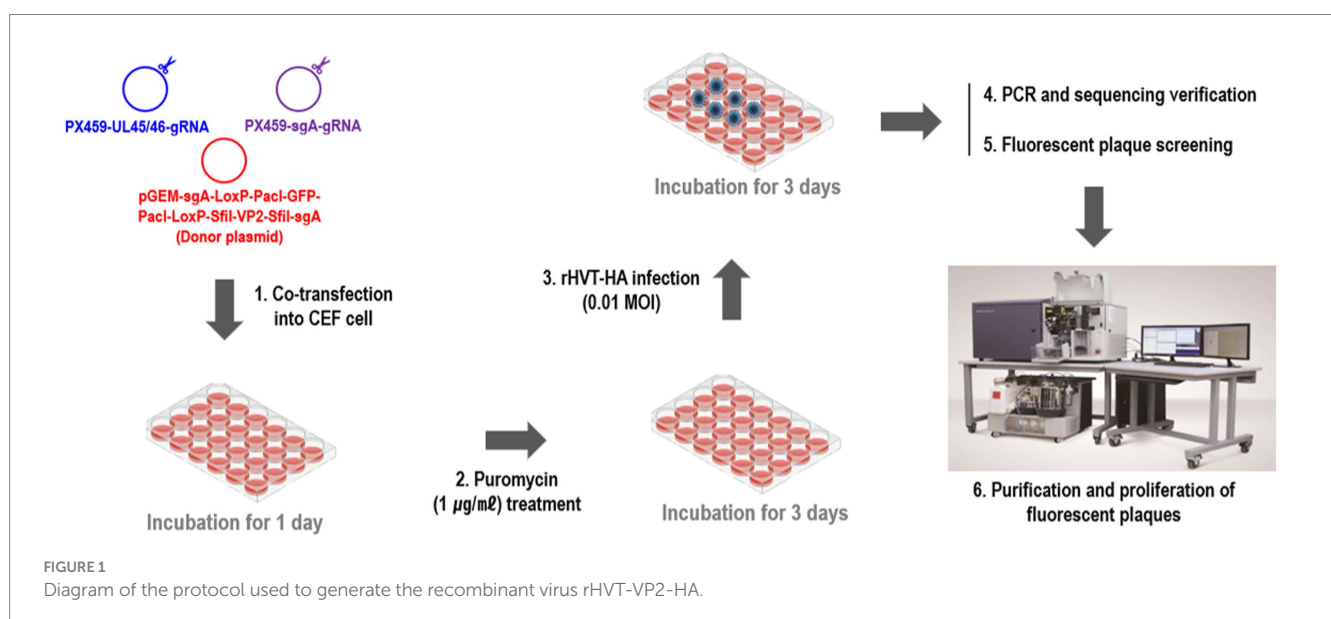 PX459-UL45/46-gRNA
PX459-sgA-gRNA
pGEM-sgA-LoxP-PacI-GFP-
PacI-LoxP-SfiI-VP2-SfiI-sgA
(Donor plasmid)
1. Co-transfection
into CEF cell
Incubation for 1 day
2. Puromycin
(1 μg/mℓ) treatment
Incubation for 3 days
3. rHVT-HA infection
(0.01 MOI)
Incubation for 3 days
4. PCR and sequencing verification
5. Fluorescent plaque screening
6. Purification and proliferation of
fluorescent plaques
FIGURE 1
Diagram of the protocol used to generate the recombinant virus rHVT-VP2-HA.